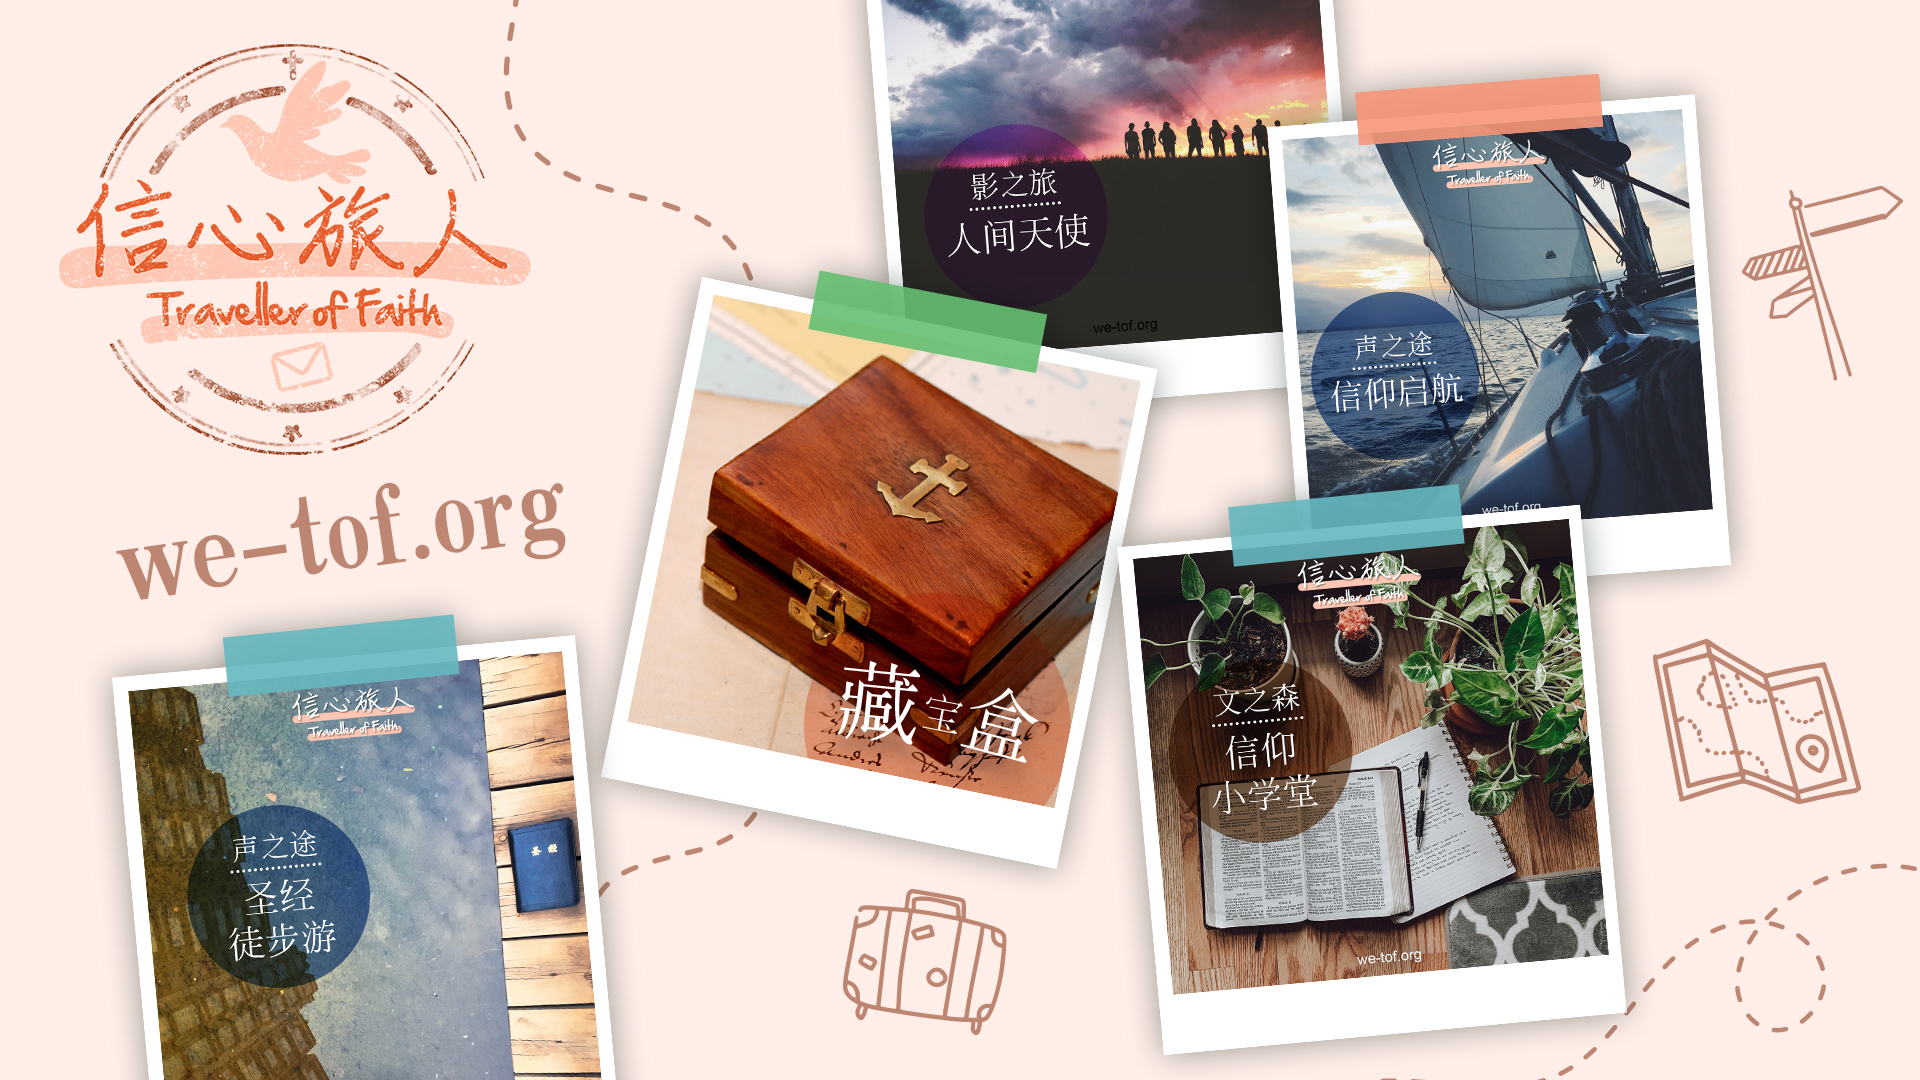 信心旅人
Traveller of Faith
we-tof.org
影之旅
人间天使
we-tof.org
信心旅人
Traveller of Faith
声之途
信仰启航
we-tof.org
藏宝盒
信心旅人
Traveller of Faith
文之森
信仰
小学堂
we-tof.org
信心旅人
Traveller of Faith
声之途
圣经
徒步游
圣经